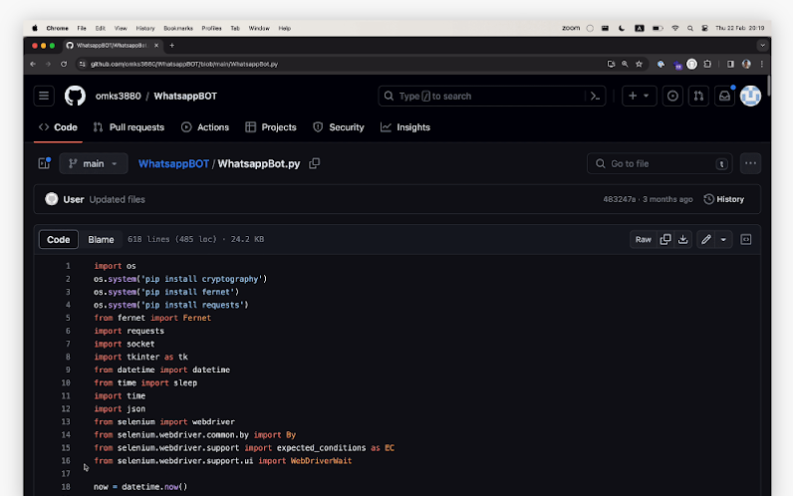 Chrome File Edit View History Bookmarks Profiles Tab Window Help
zoom Thu 22 Feb 20:10
WhatsappBOT/WhatsappBot
github.com/omks3880/WhatsappBOT/blob/main/WhatsappBot.py
omks3880 / WhatsappBOT
Type / to search
Code Pull requests Actions Projects Security Insights
main WhatsappBOT / WhatsappBot.py
Go to file t
User Updated files
483247a · 3 months ago History
Code Blame 618 lines (485 loc) · 24.2 KB
Raw
1 import os
2 os.system('pip install cryptography')
3 os.system('pip install fernet')
4 os.system('pip install requests')
5 from fernet import Fernet
6 import requests
7 import socket
8 import tkinter as tk
9 from datetime import datetime
10 from time import sleep
11 import time
12 import json
13 from selenium import webdriver
14 from selenium.webdriver.common.by import By
15 from selenium.webdriver.support import expected_conditions as EC
16 from selenium.webdriver.support.ui import WebDriverWait
17
18 now = datetime.now()